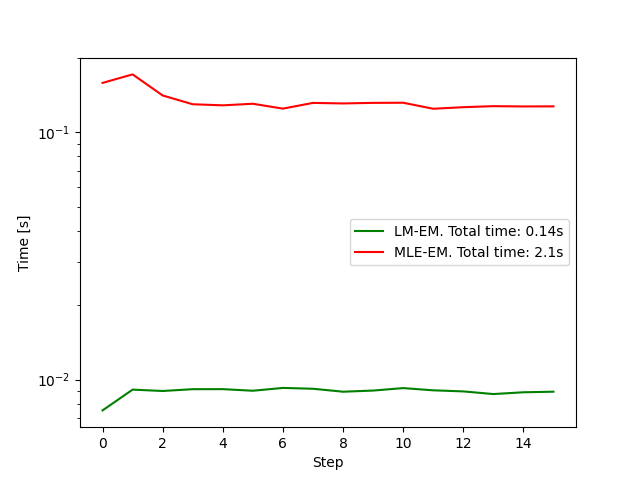 Time [s]
10⁻¹
10⁻²
LM-EM. Total time: 0.14s
MLE-EM. Total time: 2.1s
0 2 4 6 8 10 12 14
Step